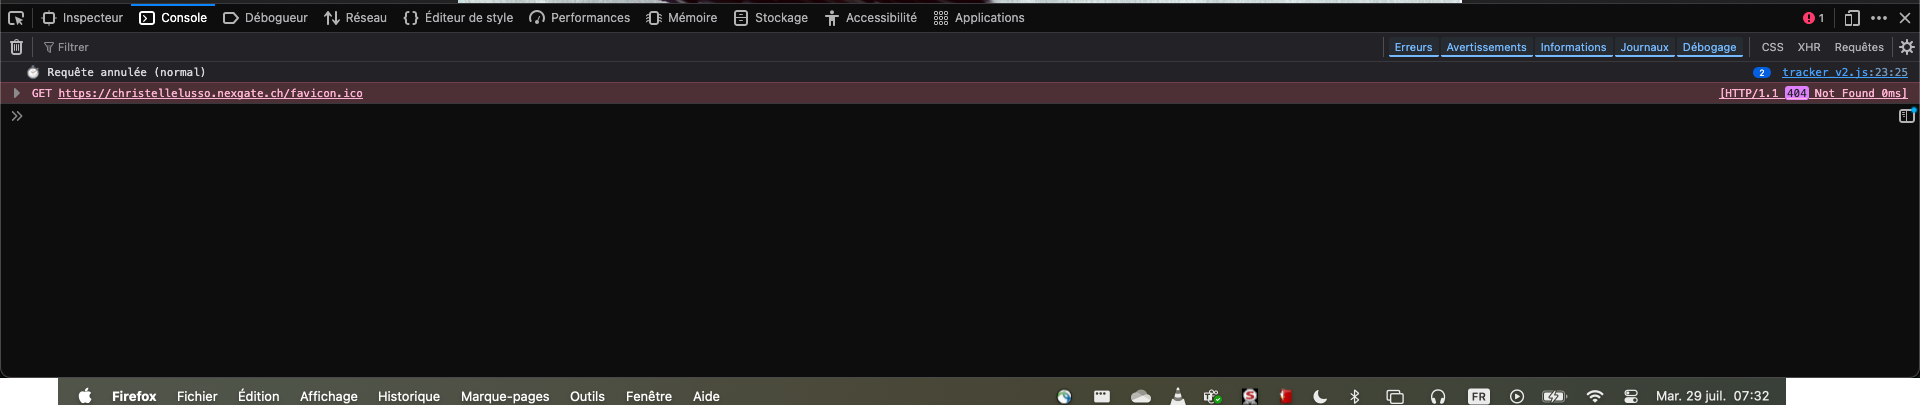 Inspecteur Console Débogueur Réseau Éditeur de style Performances Mémoire Stockage Accessibilité Applications 1
Filtrer Erreurs Avertissements Informations Journaux Débogage CSS XHR Requêtes
Requête annulée (normal) 2 tracker_v2.js:23:25
GET https://christellelusso.nexgate.ch/favicon.ico [HTTP/1.1 404 Not Found 0ms]
Firefox Fichier Édition Affichage Historique Marque-pages Outils Fenêtre Aide FR Mar. 29 juil. 07:32